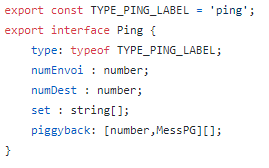 export const TYPE_PING_LABEL = 'ping';
export interface Ping {
    type: typeof TYPE_PING_LABEL;
    numEnvoi : number;
    numDest : number;
    set : string[];
    piggyback: [number,MessPG][];
}